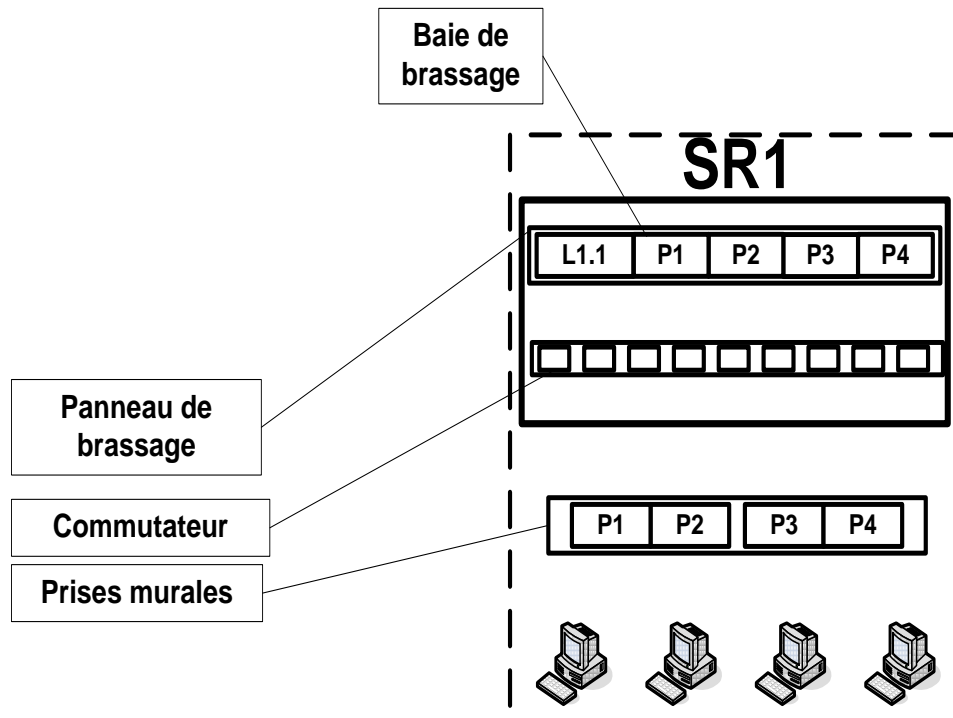 Baie de
brassage
SR1
L1.1 P1 P2 P3 P4
Panneau de
brassage
Commutateur
P1 P2 P3 P4
Prises murales